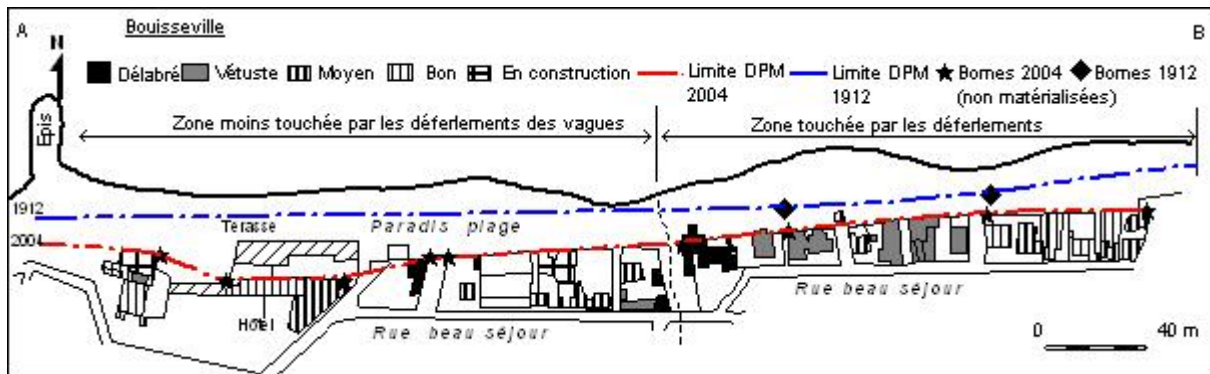 A
Bouisseville
B
N
Délabré
Vétuste
Moyen
Bon
En construction
Limite DPM
2004
Limite DPM
1912
Bornes 2004
(non matérialisées)
Bornes 1912
Zone moins touchée par les déferlements des vagues
Zone touchée par les déferlements
Epis
1912
Terasse
Paradis plage
2004
Hôtel
Rue beau séjour
Rue beau séjour
0
40 m